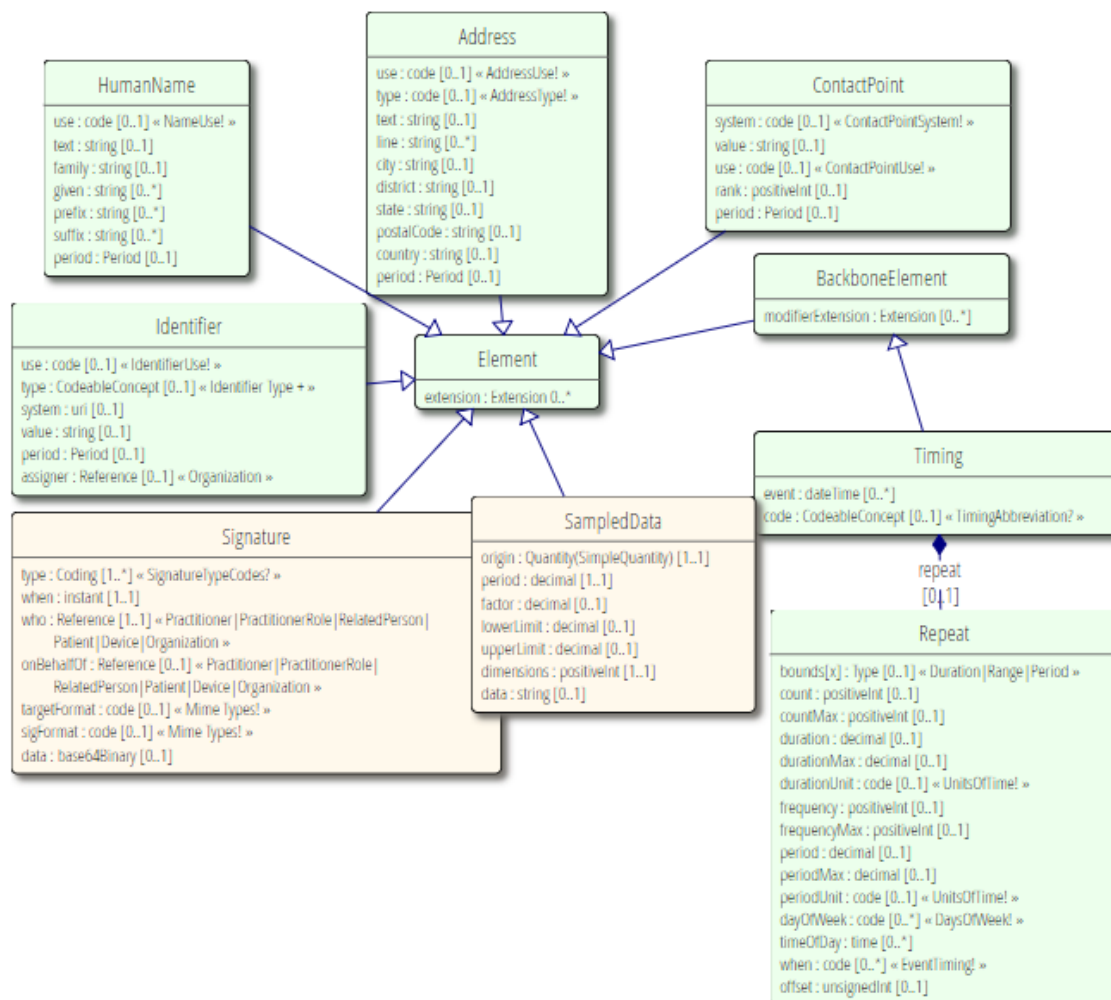 HumanName
use : code [0..1] « NameUse! »
text : string [0..1]
family : string [0..1]
given : string [0..*]
prefix : string [0..*]
suffix : string [0..*]
period : Period [0..1]
Address
use : code [0..1] « AddressUse! »
type : code [0..1] « AddressType! »
text : string [0..1]
line : string [0..*]
city : string [0..1]
district : string [0..1]
state : string [0..1]
postalCode : string [0..1]
country : string [0..1]
period : Period [0..1]
ContactPoint
system : code [0..1] « ContactPointSystem! »
value : string [0..1]
use : code [0..1] « ContactPointUse! »
rank : positiveInt [0..1]
period : Period [0..1]
BackboneElement
modifierExtension : Extension [0..*]
Identifier
use : code [0..1] « IdentifierUse! »
type : CodeableConcept [0..1] « Identifier Type + »
system : uri [0..1]
value : string [0..1]
period : Period [0..1]
assigner : Reference [0..1] « Organization »
Element
extension : Extension 0..*
Timing
event : dateTime [0..*]
code : CodeableConcept [0..1] « TimingAbbreviation? »
repeat
[0..1]
Signature
type : Coding [1..*] « SignatureTypeCodes? »
when : instant [1..1]
who : Reference [1..1] « Practitioner|PractitionerRole|RelatedPerson|
Patient|Device|Organization »
onBehalfOf : Reference [0..1] « Practitioner|PractitionerRole|
RelatedPerson|Patient|Device|Organization »
targetFormat : code [0..1] « Mime Types! »
sigFormat : code [0..1] « Mime Types! »
data : base64Binary [0..1]
SampledData
origin : Quantity(SimpleQuantity) [1..1]
period : decimal [1..1]
factor : decimal [0..1]
lowerLimit : decimal [0..1]
upperLimit : decimal [0..1]
dimensions : positiveInt [1..1]
data : string [0..1]
Repeat
bounds[x] : Type [0..1] « Duration|Range|Period »
count : positiveInt [0..1]
countMax : positiveInt [0..1]
duration : decimal [0..1]
durationMax : decimal [0..1]
durationUnit : code [0..1] « UnitsOfTime! »
frequency : positiveInt [0..1]
frequencyMax : positiveInt [0..1]
period : decimal [0..1]
periodMax : decimal [0..1]
periodUnit : code [0..1] « UnitsOfTime! »
dayOfWeek : code [0..*] « DaysOfWeek! »
timeOfDay : time [0..*]
when : code [0..*] « EventTiming! »
offset : unsignedInt [0..1]